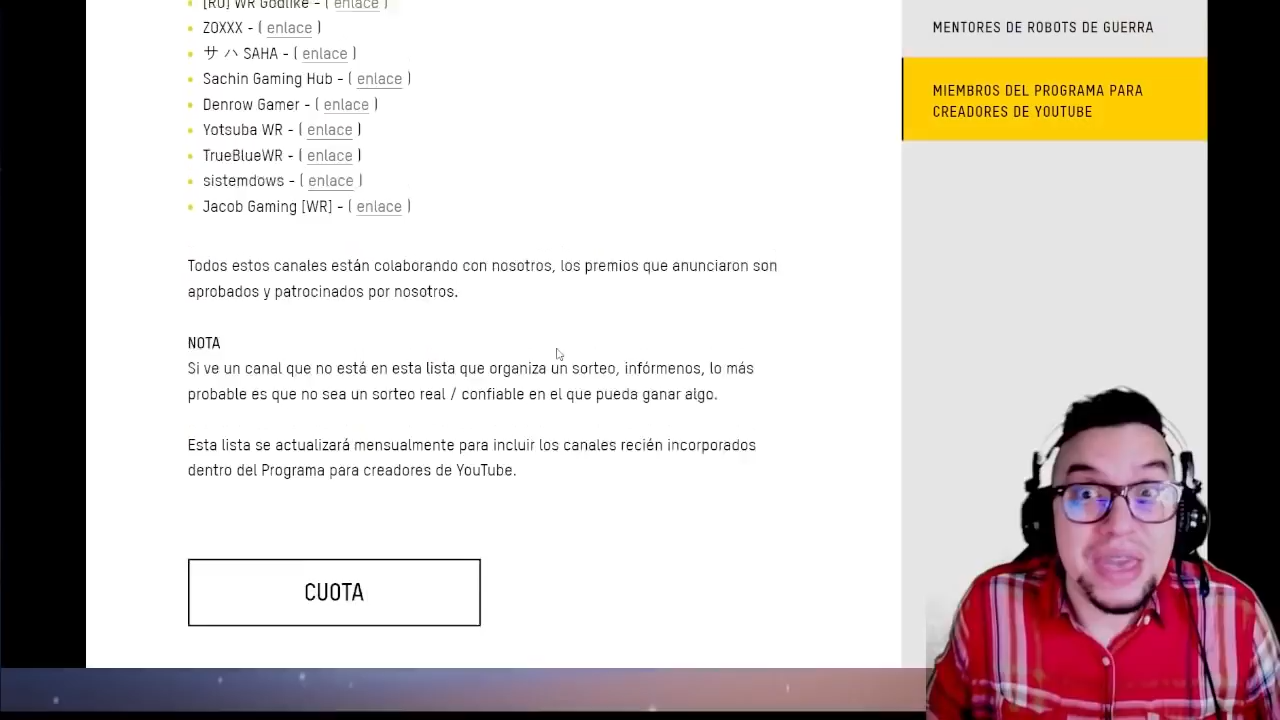 [RU] WR Godlike - ( enlace )
ZOXXX - ( enlace )
サハ SAHA - ( enlace )
Sachin Gaming Hub - ( enlace )
Denrow Gamer - ( enlace )
Yotsuba WR - ( enlace )
TrueBlueWR - ( enlace )
sistemdows - ( enlace )
Jacob Gaming [WR] - ( enlace )
Todos estos canales están colaborando con nosotros, los premios que anunciaron son
aprobados y patrocinados por nosotros.
NOTA
Si ve un canal que no está en esta lista que organiza un sorteo, infórmenos, lo más
probable es que no sea un sorteo real / confiable en el que pueda ganar algo.
Esta lista se actualizará mensualmente para incluir los canales recién incorporados
dentro del Programa para creadores de YouTube.
CUOTA
MENTORES DE ROBOTS DE GUERRA
MIEMBROS DEL PROGRAMA PARA
CREADORES DE YOUTUBE